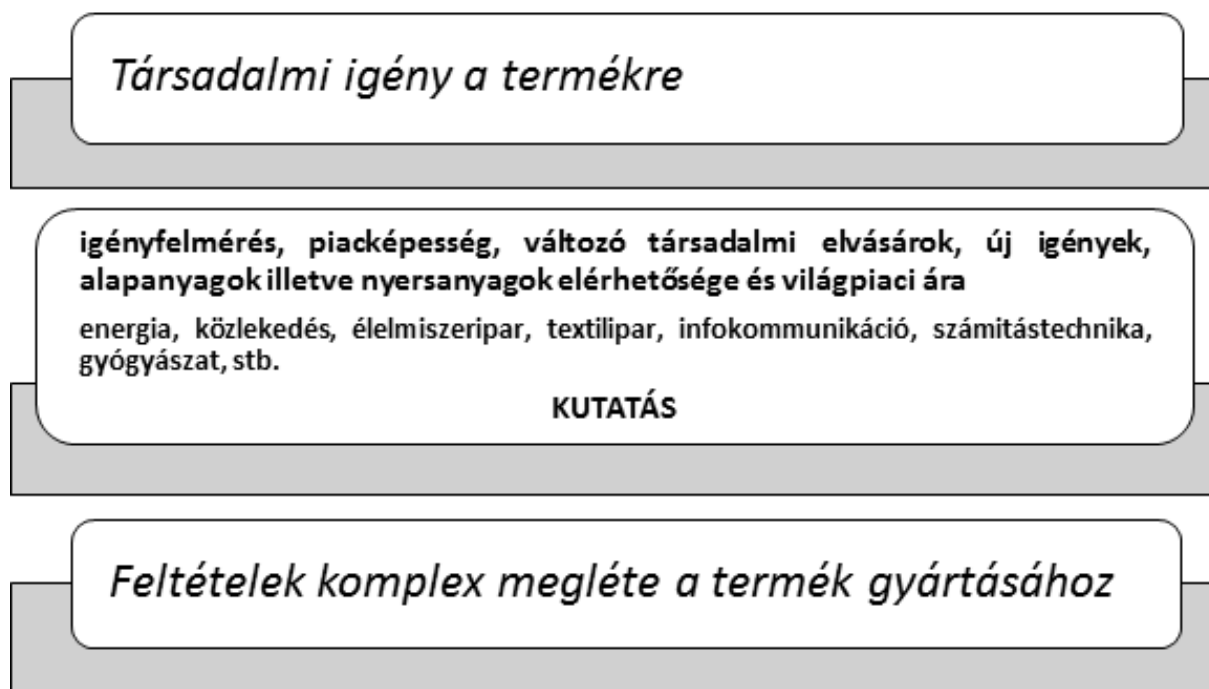 Társadalmi igény a termékre
igényfelmérés, piacképesség, változó társadalmi elvásárok, új igények,
alapanyagok illetve nyersanyagok elérhetősége és világpiaci ára
energia, közlekedés, élelmiszeripar, textilipar, infokommunikáció, számitástechnika,
gyógyászat, stb.
KUTATÁS
Feltételek komplex megléte a termék gyártásához